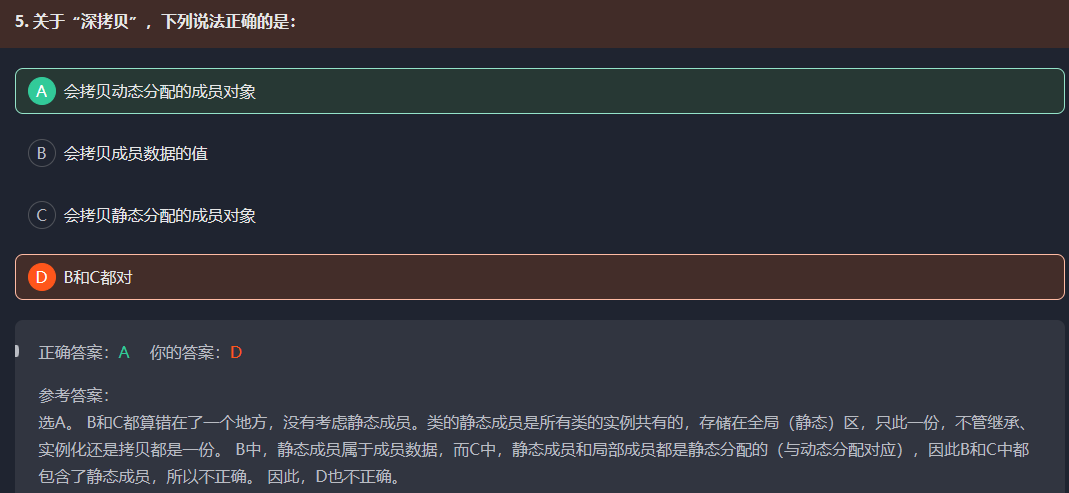 5. 关于“深拷贝”，下列说法正确的是：
A 会拷贝动态分配的成员对象
B 会拷贝成员数据的值
C 会拷贝静态分配的成员对象
D B和C都对
正确答案：A 你的答案：D
参考答案：
选A。 B和C都算错在了一个地方，没有考虑静态成员。类的静态成员是所有类的实例共有的，存储在全局（静态）区，只此一份，不管继承、
实例化还是拷贝都是一份。 B中，静态成员属于成员数据，而C中，静态成员和局部成员都是静态分配的（与动态分配对应），因此B和C中都
包含了静态成员，所以不正确。 因此，D也不正确。